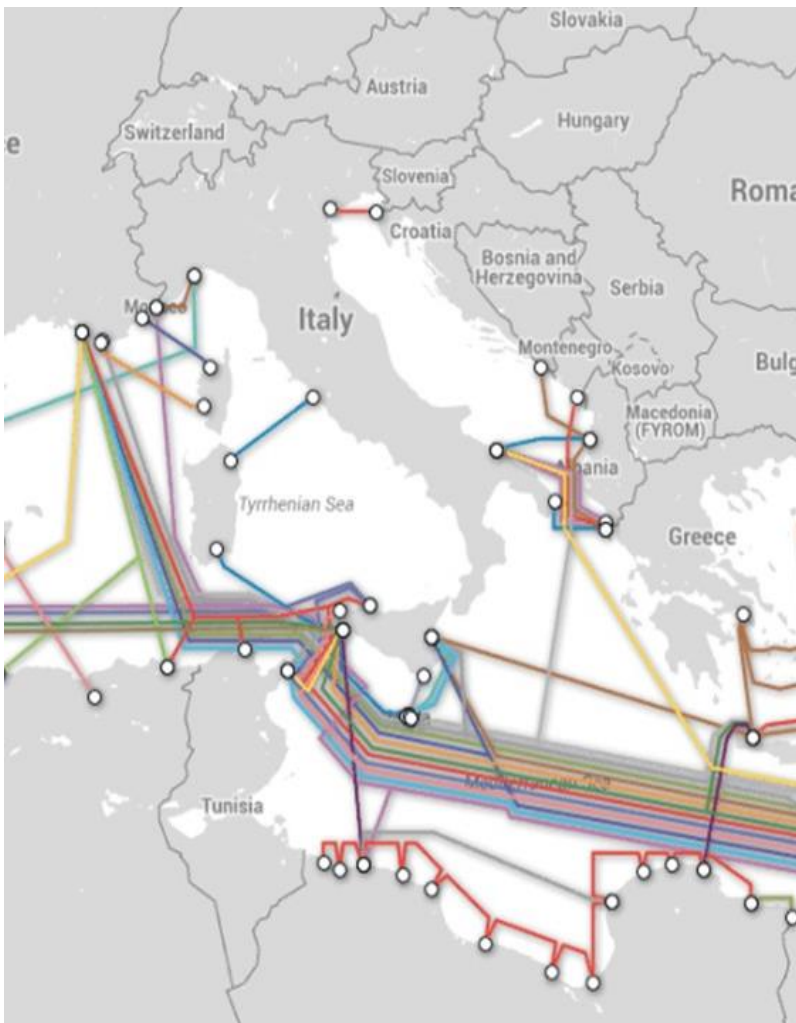 Slovakia
Austria
Hungary
Switzerland
e
Slovenia
Roma
Croatia
Bosnia and
Herzegovina
Serbia
Italy
Montenegro
Kosovo
Bulg
Macedonia
(FYROM)
Tyrrhenian Sea
Greece
Tunisia